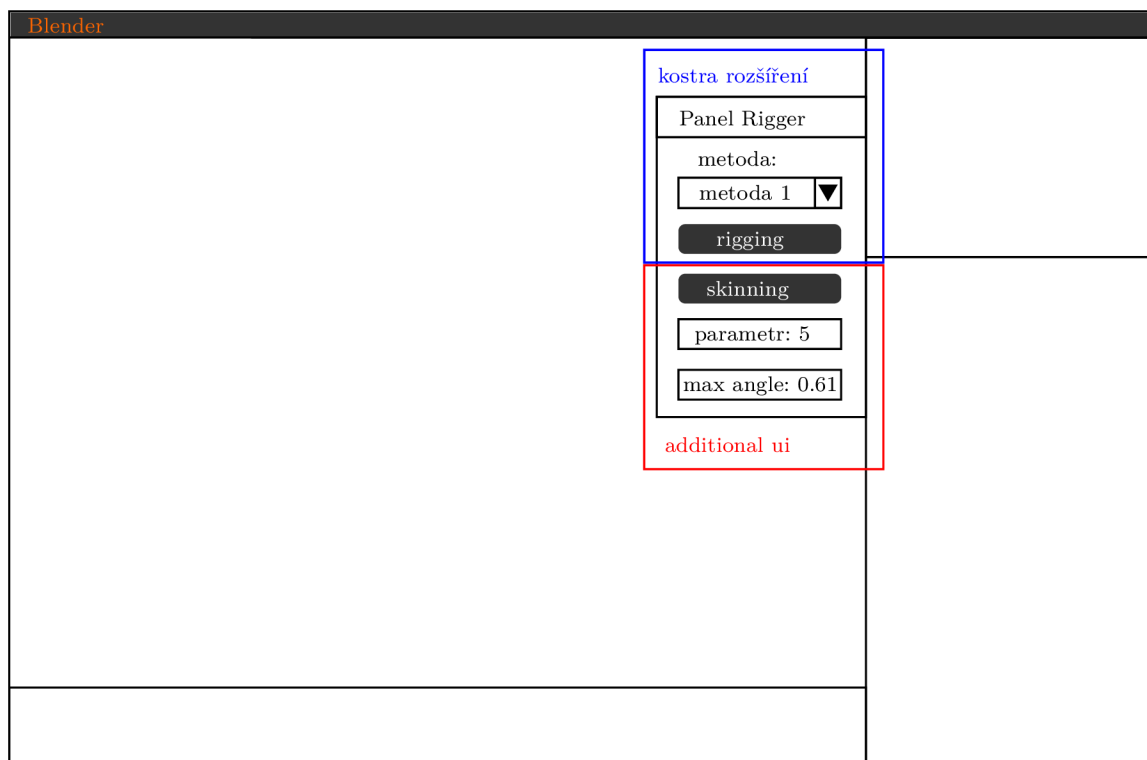 Blender
kostra rozšíření
Panel Rigger
metoda:
metoda 1
rigging
skinning
parametr: 5
max angle: 0.61
additional ui